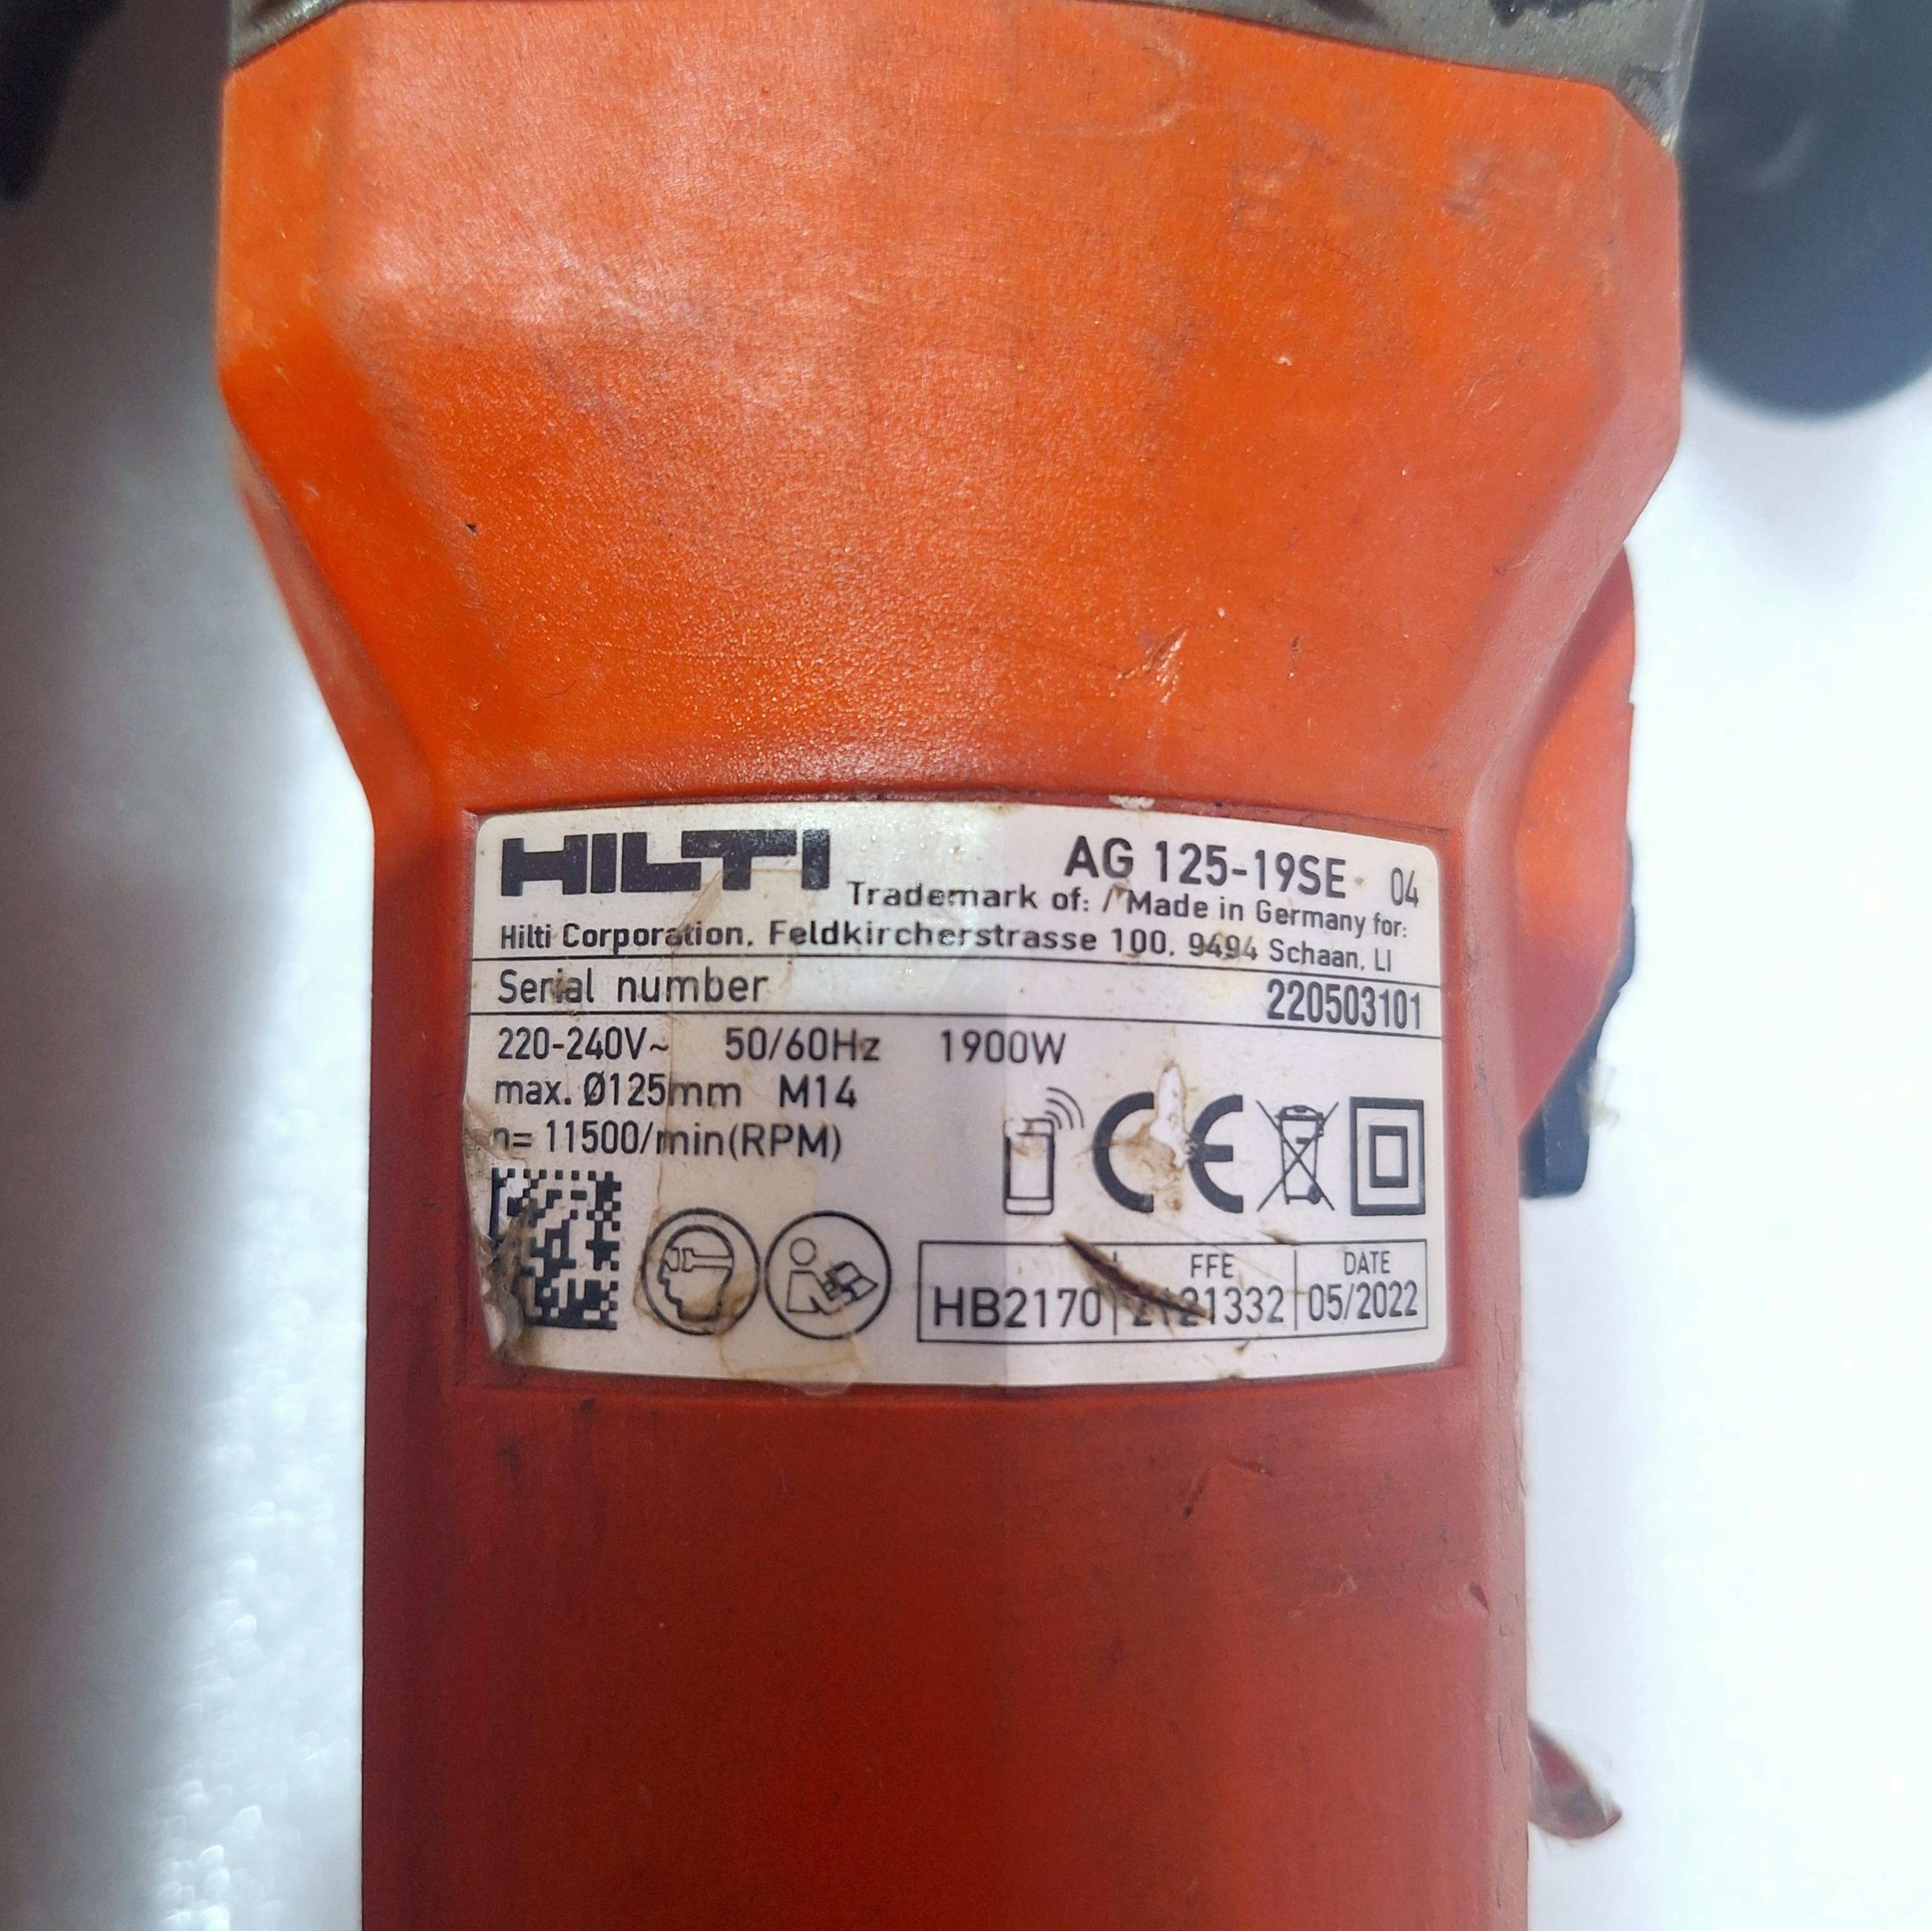 HILTI AG 125-19SE 04
Trademark of: / Made in Germany for:
Hilti Corporation, Feldkircherstrasse 100, 9494 Schaan, LI
Serial number 220503101
220-240V~ 50/60Hz 1900W
max. Ø125mm M14
n= 11500/min(RPM)
CE
FFE DATE
HB2170 05/2022